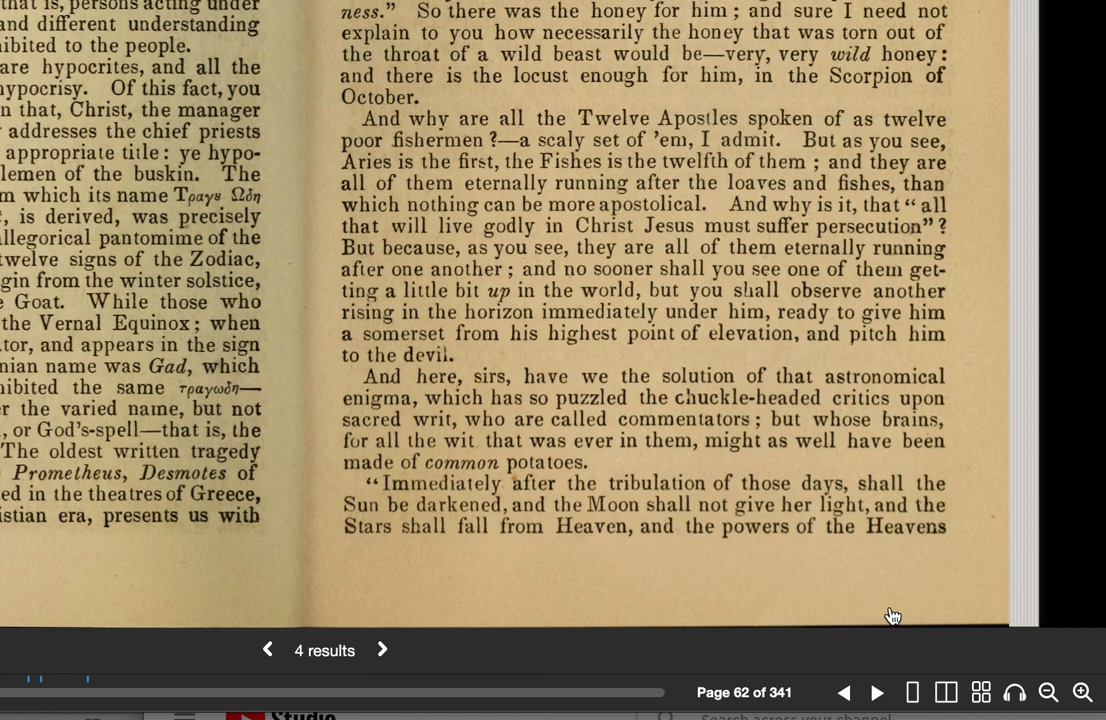 that is, persons acting under
and different understanding
ibited to the people.
are hypocrites, and all the
ypocrisy. Of this fact, you
n that, Christ, the manager
addresses the chief priests
appropriate title: ye hypo-
lemen of the buskin. The
m which its name Τραγȣ Ωδη
, is derived, was precisely
llegorical pantomime of the
twelve signs of the Zodiac,
gin from the winter solstice,
e Goat. While those who
the Vernal Equinox; when
tor, and appears in the sign
nian name was Gad, which
hibited the same τραγωδη—
r the varied name, but not
, or God's-spell—that is, the
The oldest written tragedy
Prometheus, Desmotes of
ed in the theatres of Greece,
istian era, presents us with
ness.” So there was the honey for him; and sure I need not
explain to you how necessarily the honey that was torn out of
the throat of a wild beast would be—very, very wild honey:
and there is the locust enough for him, in the Scorpion of
October.
And why are all the Twelve Apostles spoken of as twelve
poor fishermen?—a scaly set of 'em, I admit. But as you see,
Aries is the first, the Fishes is the twelfth of them; and they are
all of them eternally running after the loaves and fishes, than
which nothing can be more apostolical. And why is it, that “all
that will live godly in Christ Jesus must suffer persecution”?
But because, as you see, they are all of them eternally running
after one another; and no sooner shall you see one of them get-
ting a little bit up in the world, but you shall observe another
rising in the horizon immediately under him, ready to give him
a somerset from his highest point of elevation, and pitch him
to the devil.
And here, sirs, have we the solution of that astronomical
enigma, which has so puzzled the chuckle-headed critics upon
sacred writ, who are called commentators; but whose brains,
for all the wit that was ever in them, might as well have been
made of common potatoes.
“Immediately after the tribulation of those days, shall the
Sun be darkened, and the Moon shall not give her light, and the
Stars shall fall from Heaven, and the powers of the Heavens
4 results
Page 62 of 341
Studio
Search across your channel